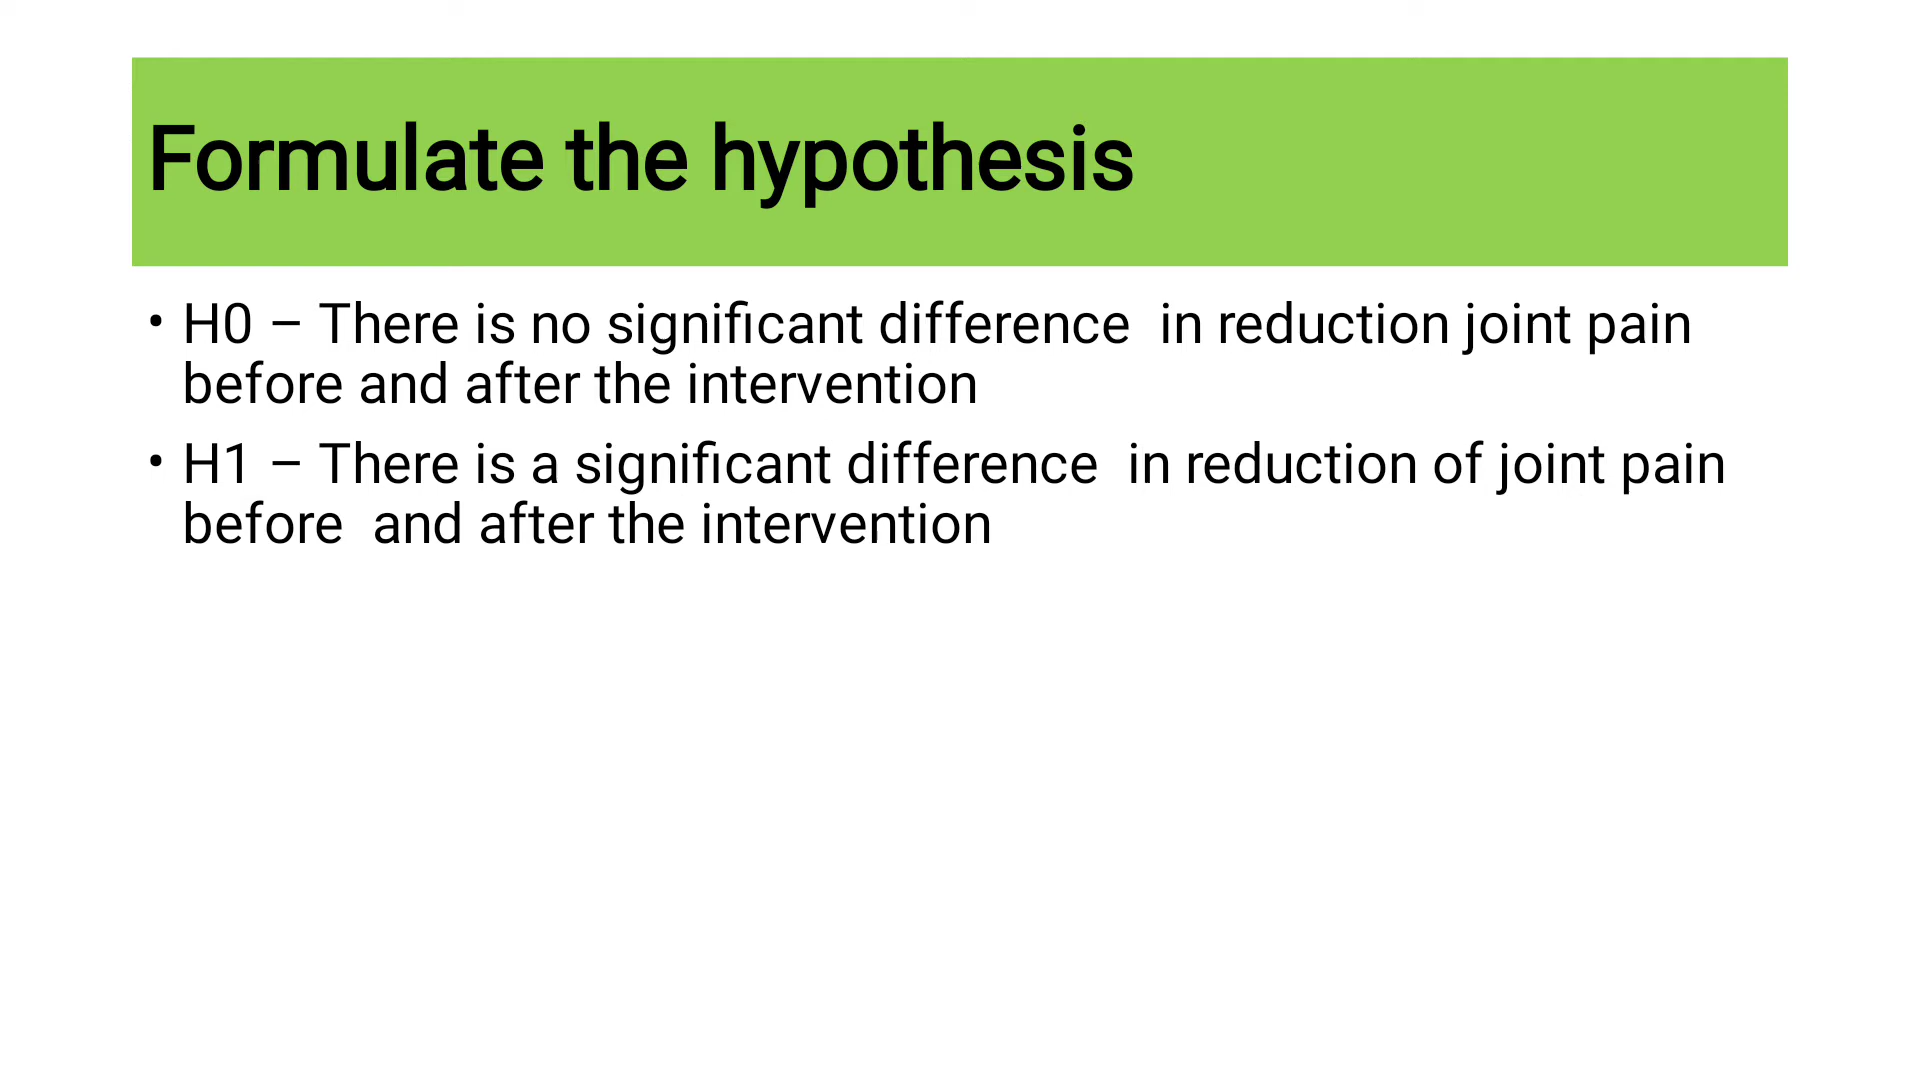 Formulate the hypothesis
• H0 – There is no significant difference  in reduction joint pain
before and after the intervention
• H1 – There is a significant difference  in reduction of joint pain
before  and after the intervention